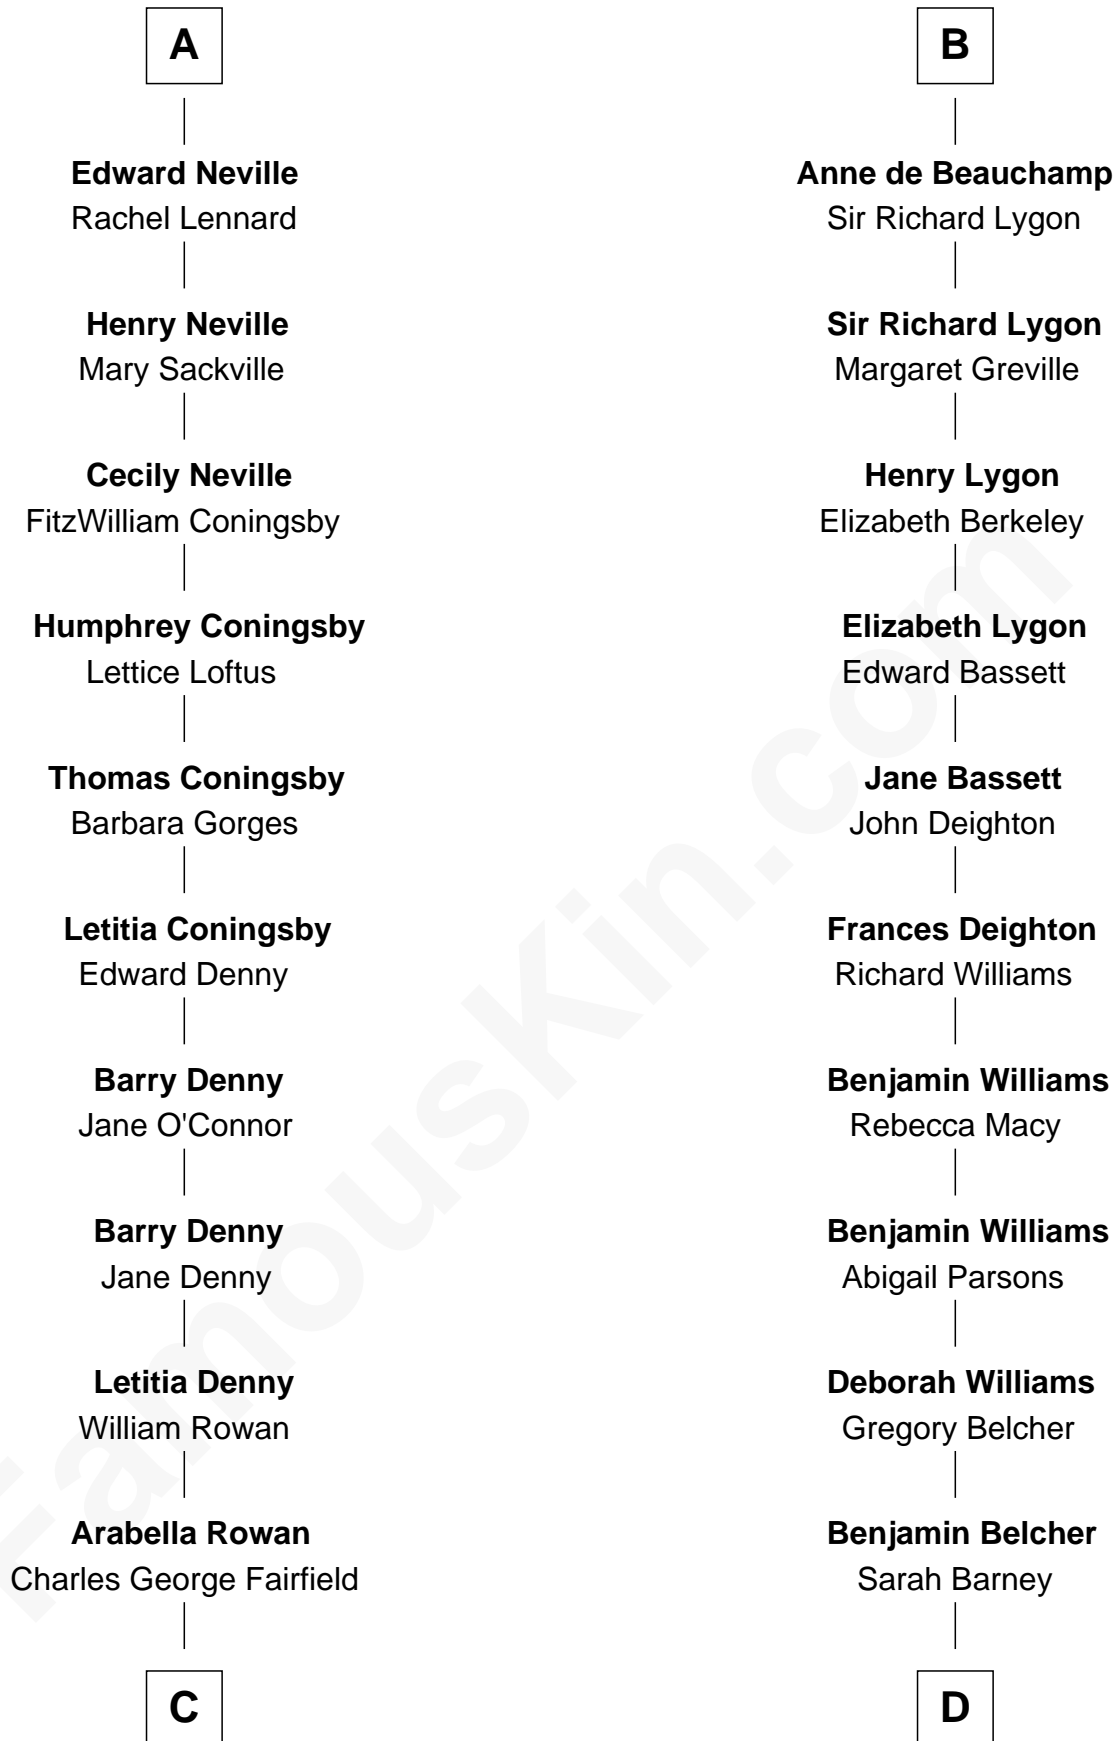 A
Edward Neville
Rachel Lennard
Henry Neville
Mary Sackville
Cecily Neville
FitzWilliam Coningsby
Humphrey Coningsby
Lettice Loftus
Thomas Coningsby
Barbara Gorges
Letitia Coningsby
Edward Denny
Barry Denny
Jane O'Connor
Barry Denny
Jane Denny
Letitia Denny
William Rowan
Arabella Rowan
Charles George Fairfield
C
B
Anne de Beauchamp
Sir Richard Lygon
Sir Richard Lygon
Margaret Greville
Henry Lygon
Elizabeth Berkeley
Elizabeth Lygon
Edward Bassett
Jane Bassett
John Deighton
Frances Deighton
Richard Williams
Benjamin Williams
Rebecca Macy
Benjamin Williams
Abigail Parsons
Deborah Williams
Gregory Belcher
Benjamin Belcher
Sarah Barney
D
FamousKin.com